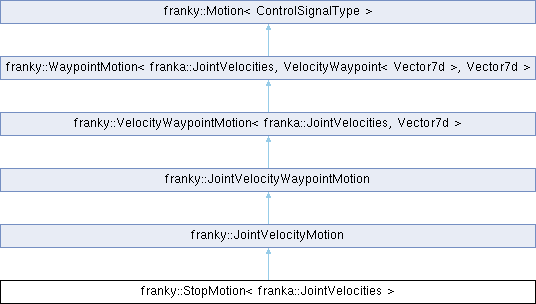 franky::Motion< ControlSignalType >
franky::WaypointMotion< franka::JointVelocities, VelocityWaypoint< Vector7d >, Vector7d >
franky::VelocityWaypointMotion< franka::JointVelocities, Vector7d >
franky::JointVelocityWaypointMotion
franky::JointVelocityMotion
franky::StopMotion< franka::JointVelocities >